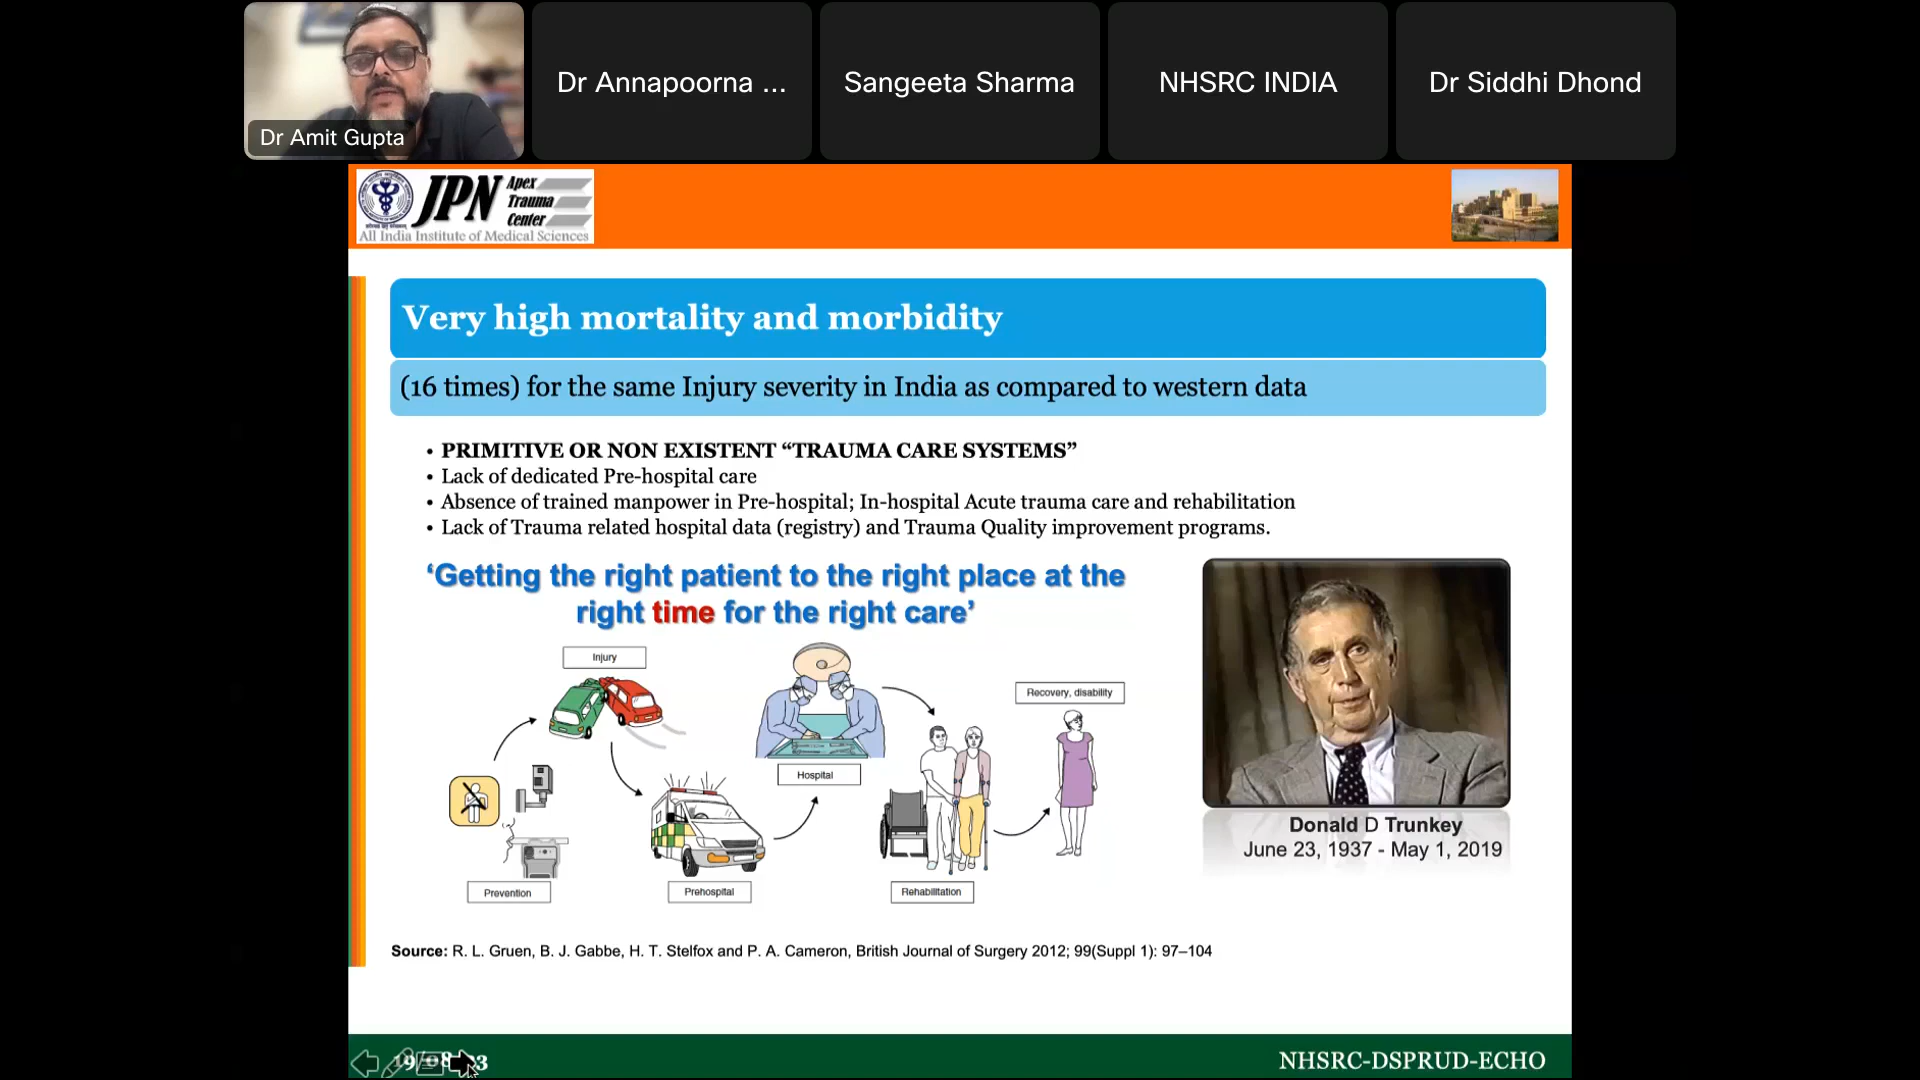 Dr Amit Gupta
Dr Annapoorna ...
Sangeeta Sharma
NHSRC INDIA
Dr Siddhi Dhond
JPN Apex
Trauma
Center
All India Institute of Medical Sciences
Very high mortality and morbidity
(16 times) for the same Injury severity in India as compared to western data
• PRIMITIVE OR NON EXISTENT “TRAUMA CARE SYSTEMS”
• Lack of dedicated Pre-hospital care
• Absence of trained manpower in Pre-hospital; In-hospital Acute trauma care and rehabilitation
• Lack of Trauma related hospital data (registry) and Trauma Quality improvement programs.
‘Getting the right patient to the right place at the
right time for the right care’
Injury
Recovery, disability
Hospital
Prevention
Prehospital
Rehabilitation
Donald D Trunkey
June 23, 1937 - May 1, 2019
Source: R. L. Gruen, B. J. Gabbe, H. T. Stelfox and P. A. Cameron, British Journal of Surgery 2012; 99(Suppl 1): 97–104
NHSRC-DSPRUD-ECHO